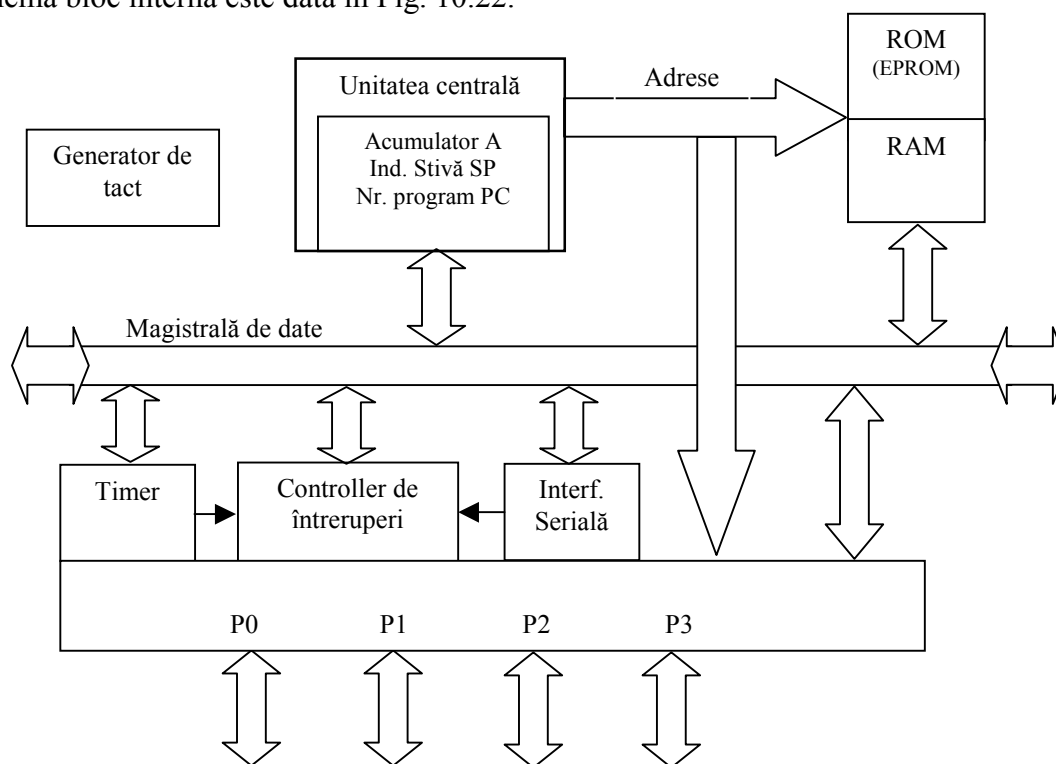 bloc internă este dată în Fig. 10.22.
ROM
(EPROM)
RAM
Unitatea centrală
Adrese
Acumulator A
Ind. Stivă SP
Nr. program PC
Generator de
tact
Magistrală de date
Timer
Controller de
întreruperi
Interf.
Serială
P0
P1
P2
P3